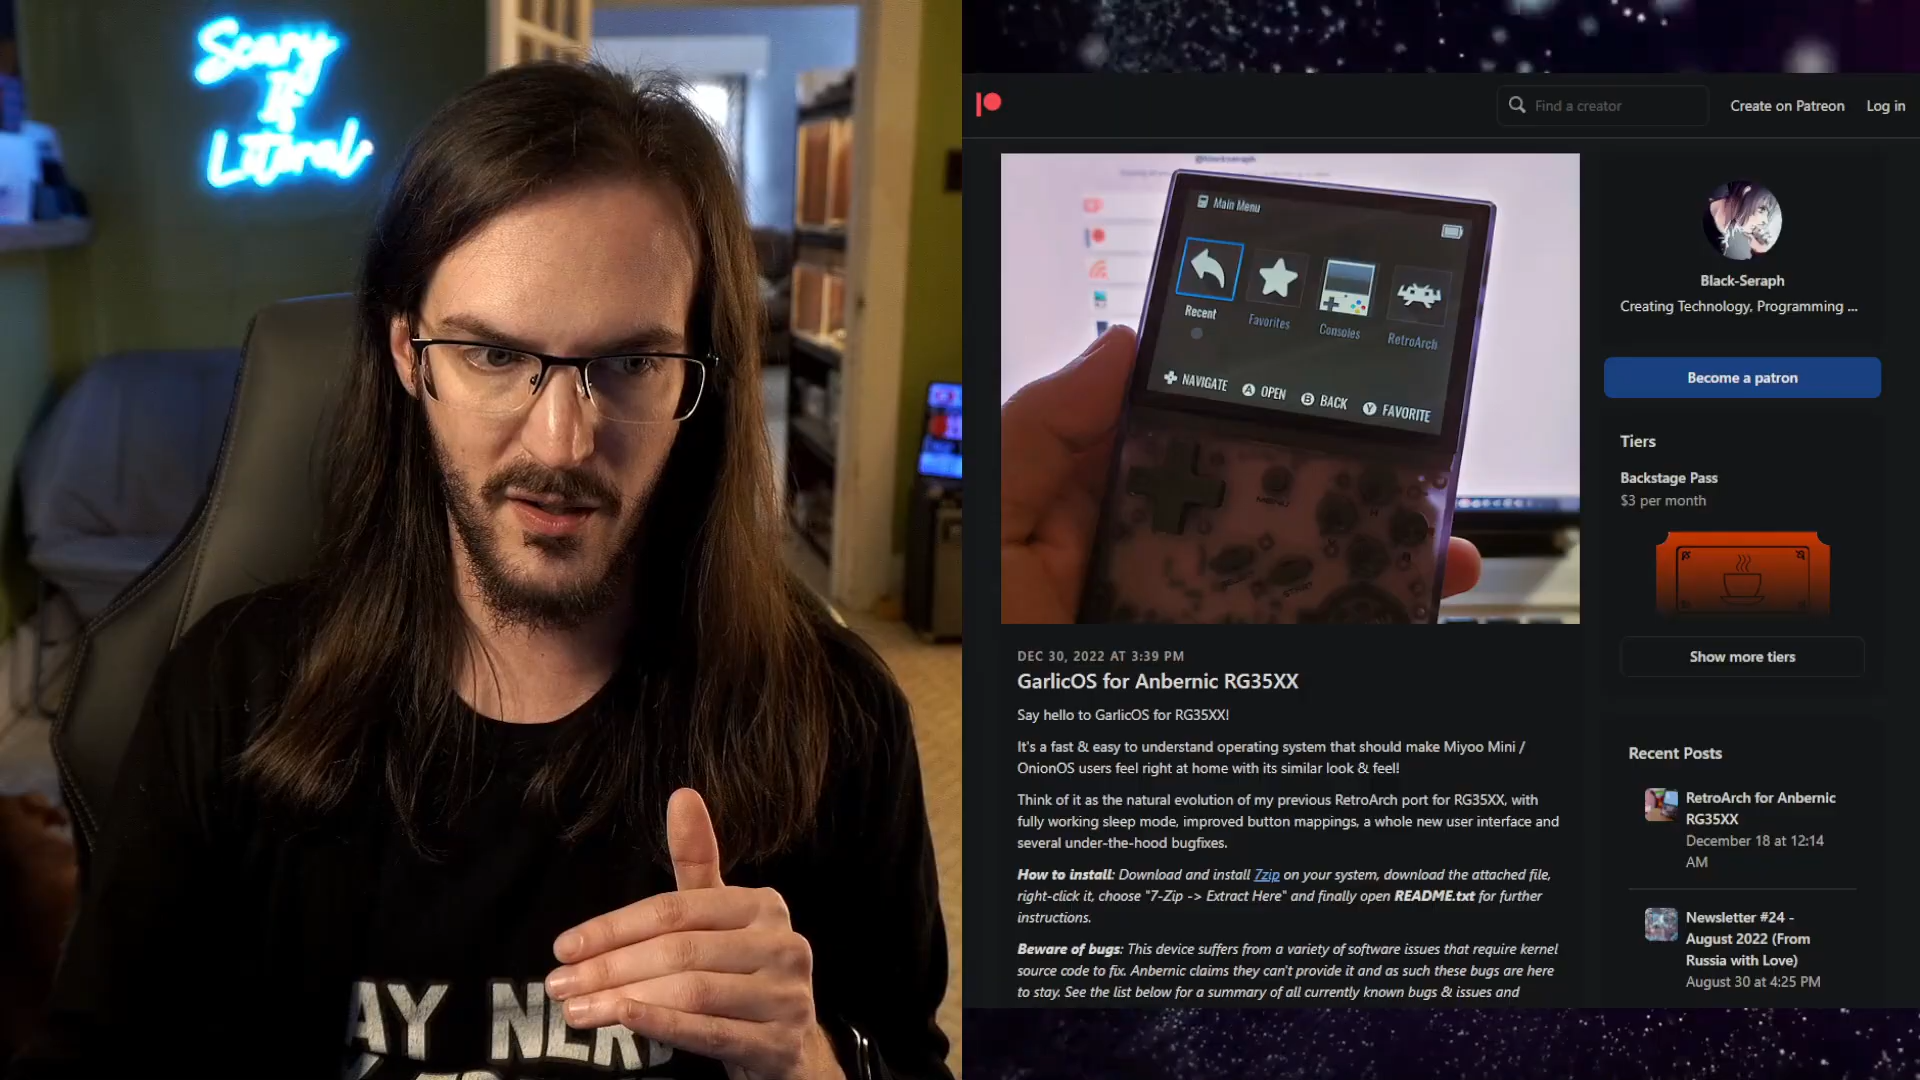 Scary
Is
Literal
AY NERD
Find a creator
Create on Patreon
Log in
Main Menu
Recent
Favorites
Consoles
RetroArch
NAVIGATE
A OPEN
B BACK
Y FAVORITE
Black-Seraph
Creating Technology, Programming ...
Become a patron
Tiers
Backstage Pass
$3 per month
Show more tiers
Recent Posts
RetroArch for Anbernic
RG35XX
December 18 at 12:14
AM
Newsletter #24 -
August 2022 (From
Russia with Love)
August 30 at 4:25 PM
DEC 30, 2022 AT 3:39 PM
GarlicOS for Anbernic RG35XX
Say hello to GarlicOS for RG35XX!
It's a fast & easy to understand operating system that should make Miyoo Mini /
OnionOS users feel right at home with its similar look & feel!
Think of it as the natural evolution of my previous RetroArch port for RG35XX, with
fully working sleep mode, improved button mappings, a whole new user interface and
several under-the-hood bugfixes.
How to install: Download and install 7zip on your system, download the attached file,
right-click it, choose "7-Zip -> Extract Here" and finally open README.txt for further
instructions.
Beware of bugs: This device suffers from a variety of software issues that require kernel
source code to fix. Anbernic claims they can't provide it and as such these bugs are here
to stay. See the list below for a summary of all currently known bugs & issues and